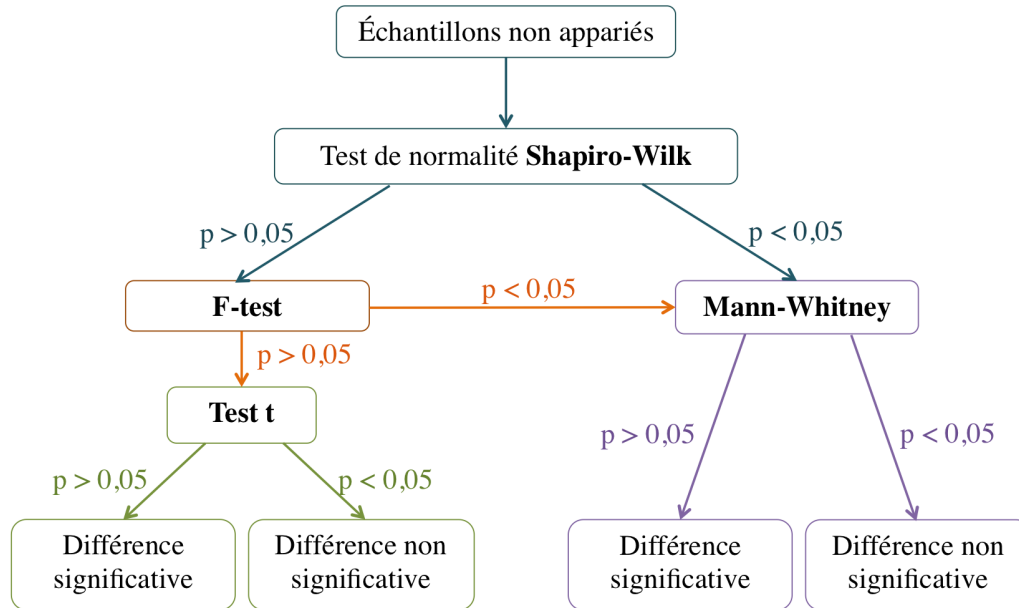 Échantillons non appariés
Test de normalité Shapiro-Wilk
p > 0,05
p < 0,05
F-test
p < 0,05
Mann-Whitney
p > 0,05
Test t
p > 0,05
p < 0,05
p > 0,05
p < 0,05
Différence
significative
Différence non
significative
Différence
significative
Différence non
significative